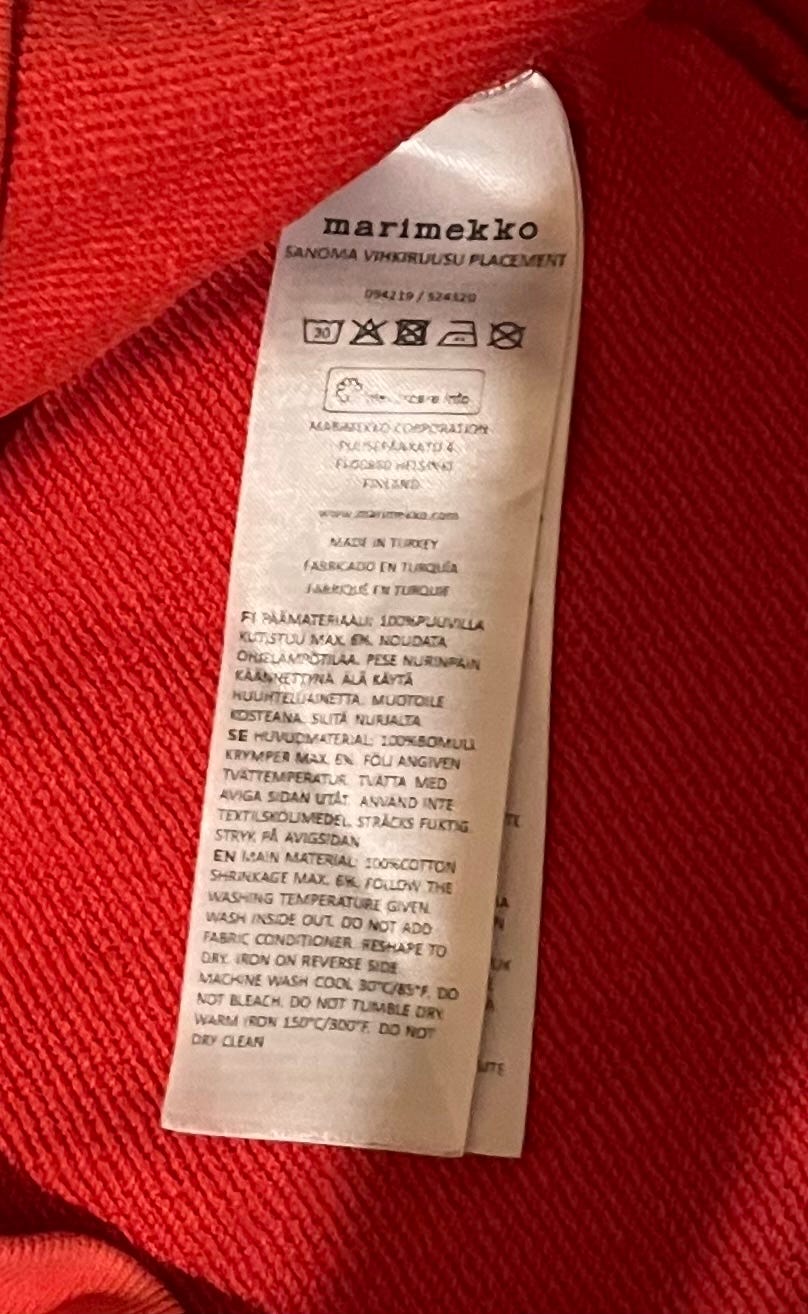 marimekko
SANOMA VIHKIRUUSU PLACEMENT
094219 / 524320
30
care info
MARIMEKKO CORPORATION
PUUSEPÄNKATU 4
HELSINKI
FINLAND
www.marimekko.com
MADE IN TURKEY
FABRICADO EN TURQUÍA
FABRIQUÉ EN TURQUIE
FI PÄÄMATERIAALI: 100%PUUVILLA
KUTISTUU MAX. 6%. NOUDATA
OHJELÄMPÖTILAA. PESE NURINPÄIN
KÄÄNNETTYNÄ. ÄLÄ KÄYTÄ
HUUHTELUAINETTA. MUOTOILE
KOSTEANA. SILITÄ NURJALTA
SE HUVUDMATERIAL: 100%BOMULL
KRYMPER MAX. 6%. FÖLJ ANGIVEN
TVÄTTEMPERATUR. TVÄTTA MED
AVIGA SIDAN UTÅT. ANVÄND INTE
TEXTILSKÖLJMEDEL. STRÄCKS FUKTIG.
STRYK PÅ AVIGSIDAN
EN MAIN MATERIAL: 100%COTTON
SHRINKAGE MAX. 6%. FOLLOW THE
WASHING TEMPERATURE GIVEN.
WASH INSIDE OUT. DO NOT ADD
FABRIC CONDITIONER. RESHAPE TO
DRY. IRON ON REVERSE SIDE
MACHINE WASH COOL 30°C/85°F. DO
NOT BLEACH. DO NOT TUMBLE DRY.
WARM IRON 150°C/300°F. DO NOT
DRY CLEAN